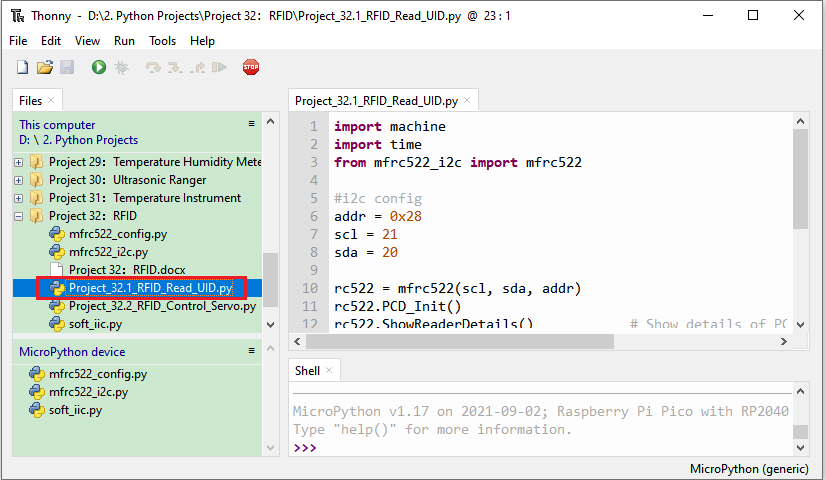 Thonny - D:\2. Python Projects\Project 32: RFID\Project_32.1_RFID_Read_UID.py @ 23 : 1
File Edit View Run Tools Help
STOP
Files
This computer
D: \ 2. Python Projects
Project 29: Temperature Humidity Mete
Project 30: Ultrasonic Ranger
Project 31: Temperature Instrument
Project 32: RFID
mfrc522_config.py
mfrc522_i2c.py
Project 32: RFID.docx
Project_32.1_RFID_Read_UID.py
Project_32.2_RFID_Control_Servo.py
soft_iic.py
MicroPython device
mfrc522_config.py
mfrc522_i2c.py
soft_iic.py
Project_32.1_RFID_Read_UID.py
1 import machine
2 import time
3 from mfrc522_i2c import mfrc522
4
5 #i2c config
6 addr = 0x28
7 scl = 21
8 sda = 20
9
10 rc522 = mfrc522(scl, sda, addr)
11 rc522.PCD_Init()
12 rc522.ShowReaderDetails() # Show details of PC
Shell
MicroPython v1.17 on 2021-09-02; Raspberry Pi Pico with RP2040
Type "help()" for more information.
>>>
MicroPython (generic)